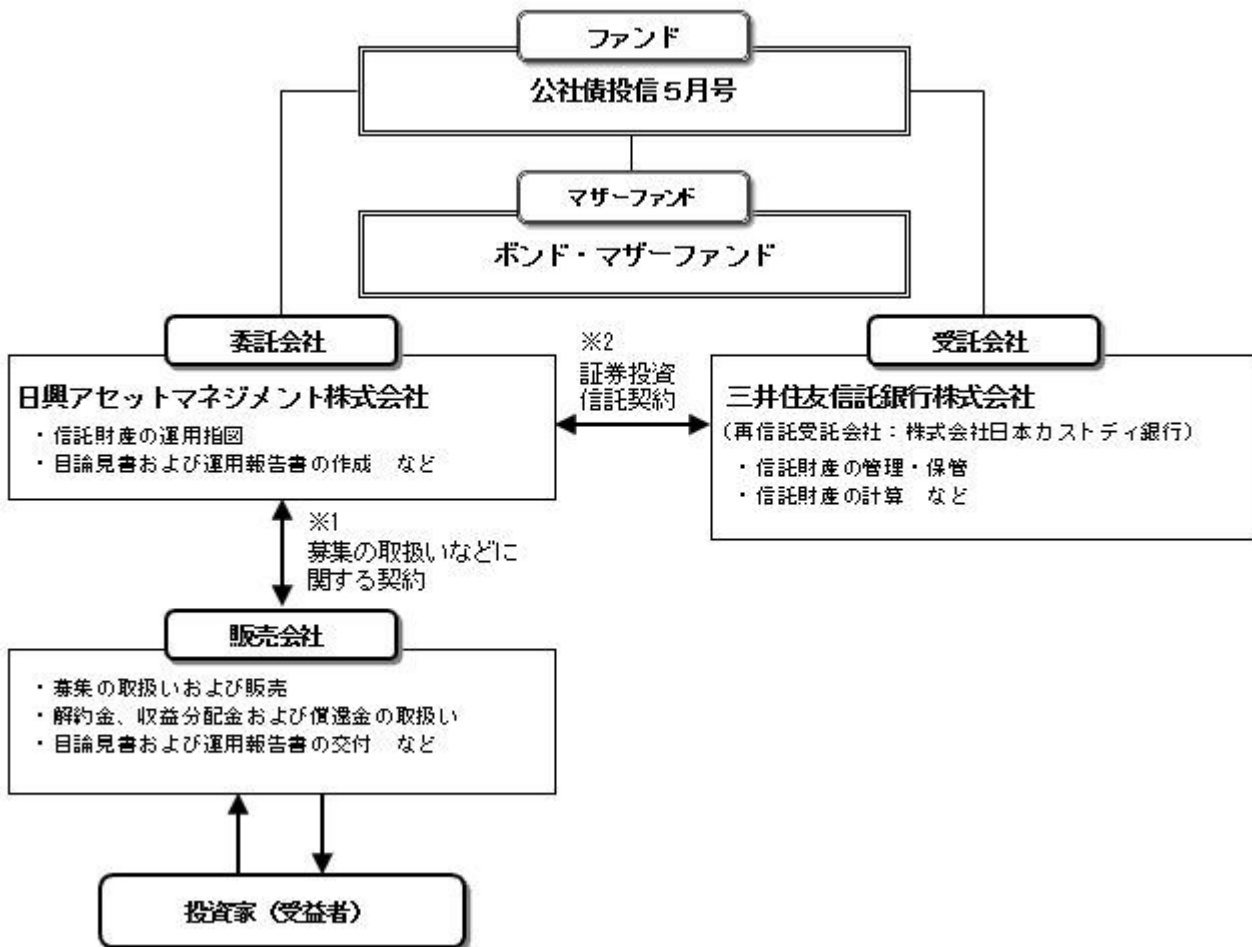 ファンド
公社債投信５月号
マザーファンド
ボンド・マザーファンド
委託会社
日興アセットマネジメント株式会社
・信託財産の運用指図
・目論見書および運用報告書の作成　など
※2
証券投資
信託契約
受託会社
三井住友信託銀行株式会社
（再信託受託会社：株式会社日本カストディ銀行）
・信託財産の管理・保管
・信託財産の計算　など
※1
募集の取扱いなどに
関する契約
販売会社
・募集の取扱いおよび販売
・解約金、収益分配金および償還金の取扱い
・目論見書および運用報告書の交付　など
投資家（受益者）